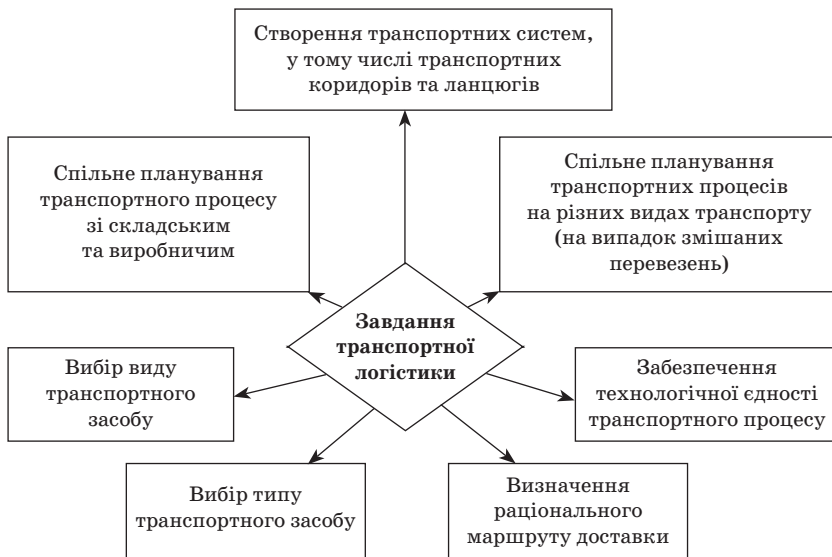 Створення транспортних систем,
у тому числі транспортних
коридорів та ланцюгів
Спільне планування
транспортного процесу
зі складським
та виробничим
Спільне планування
транспортних процесів
на різних видах транспорту
(на випадок змішаних
перевезень)
Завдання
транспортної
логістики
Вибір виду
транспортного
засобу
Забезпечення
технологічної єдності
транспортного процесу
Вибір типу
транспортного засобу
Визначення
раціонального
маршруту доставки